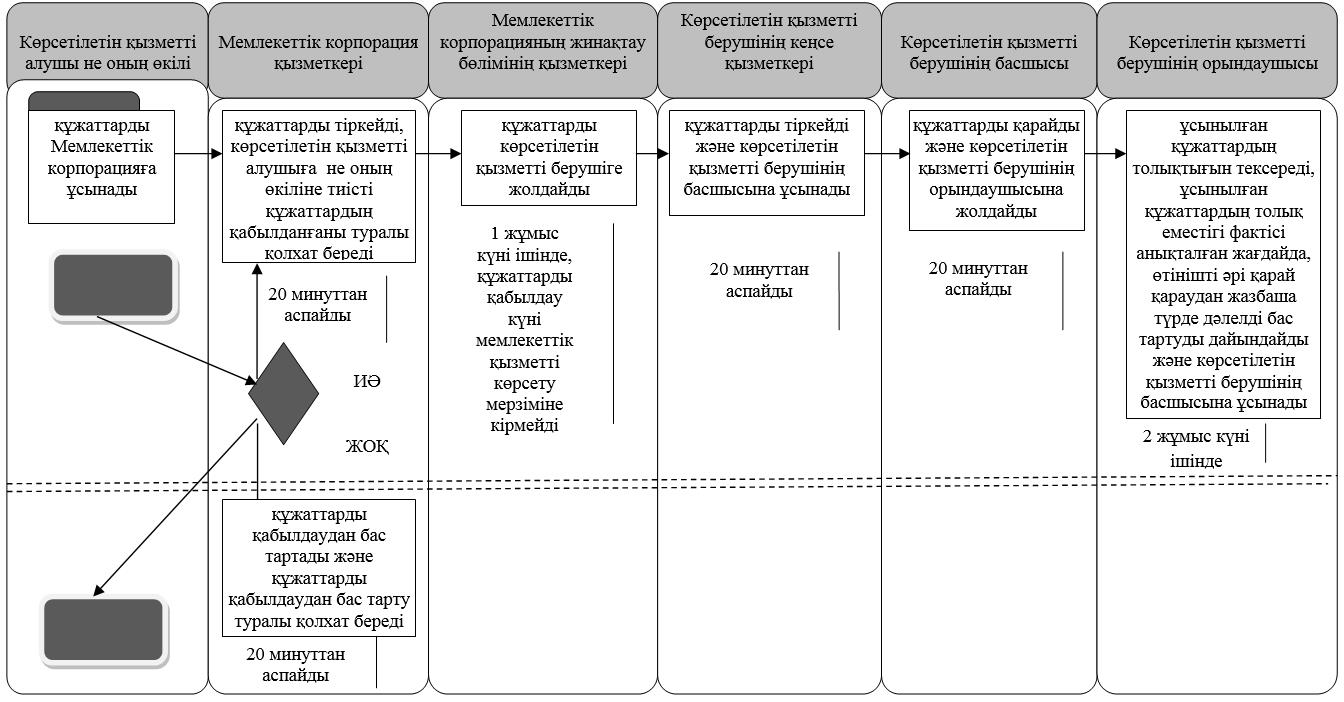 Көрсетілетін қызметті
алушы не оның өкілі
Мемлекеттік корпорация
қызметкері
Мемлекеттік
корпорацияның жинақтау
бөлімінің қызметкері
Көрсетілетін қызметті
берушінің кеңсе
қызметкері
Көрсетілетін қызметті
берушінің басшысы
Көрсетілетін қызметті
берушінің орындаушысы
құжаттарды
Мемлекеттік
корпорацияға
ұсынады
құжаттарды тіркейді,
көрсетілетін қызметті
алушыға не оның
өкіліне тиісті
құжаттардың
қабылданғаны туралы
қолхат береді
20 минуттан
аспайды
ИӘ
ЖОҚ
құжаттарды
қабылдаудан бас
тартады және
құжаттарды
қабылдаудан бас тарту
туралы қолхат береді
20 минуттан
аспайды
құжаттарды
көрсетілетін
қызметті берушіге
жолдайды
1 жұмыс
күні ішінде,
құжаттарды
қабылдау
күні
мемлекеттік
қызметті
көрсету
мерзіміне
кірмейді
құжаттарды тіркейді
және көрсетілетін
қызметті берушінің
басшысына ұсынады
20 минуттан
аспайды
құжаттарды қарайды
және көрсетілетін
қызметті берушінің
орындаушысына
жолдайды
20 минуттан
аспайды
ұсынылған
құжаттардың
толықтығын тексереді,
ұсынылған
құжаттардың толық
еместігі фактісі
анықталған жағдайда,
өтінішті әрі қарай
қараудан жазбаша
түрде дәлелді бас
тартуды дайындайды
және көрсетілетін
қызметті берушінің
басшысына ұсынады
2 жұмыс күні
ішінде